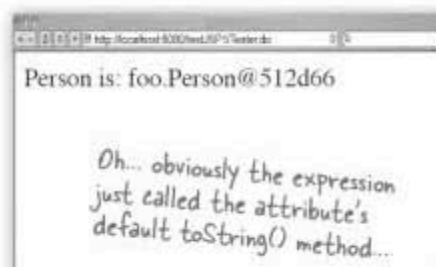 Person is: foo.Person@512d66
Oh... obviously the expression
just called the attribute's
default toString() method...